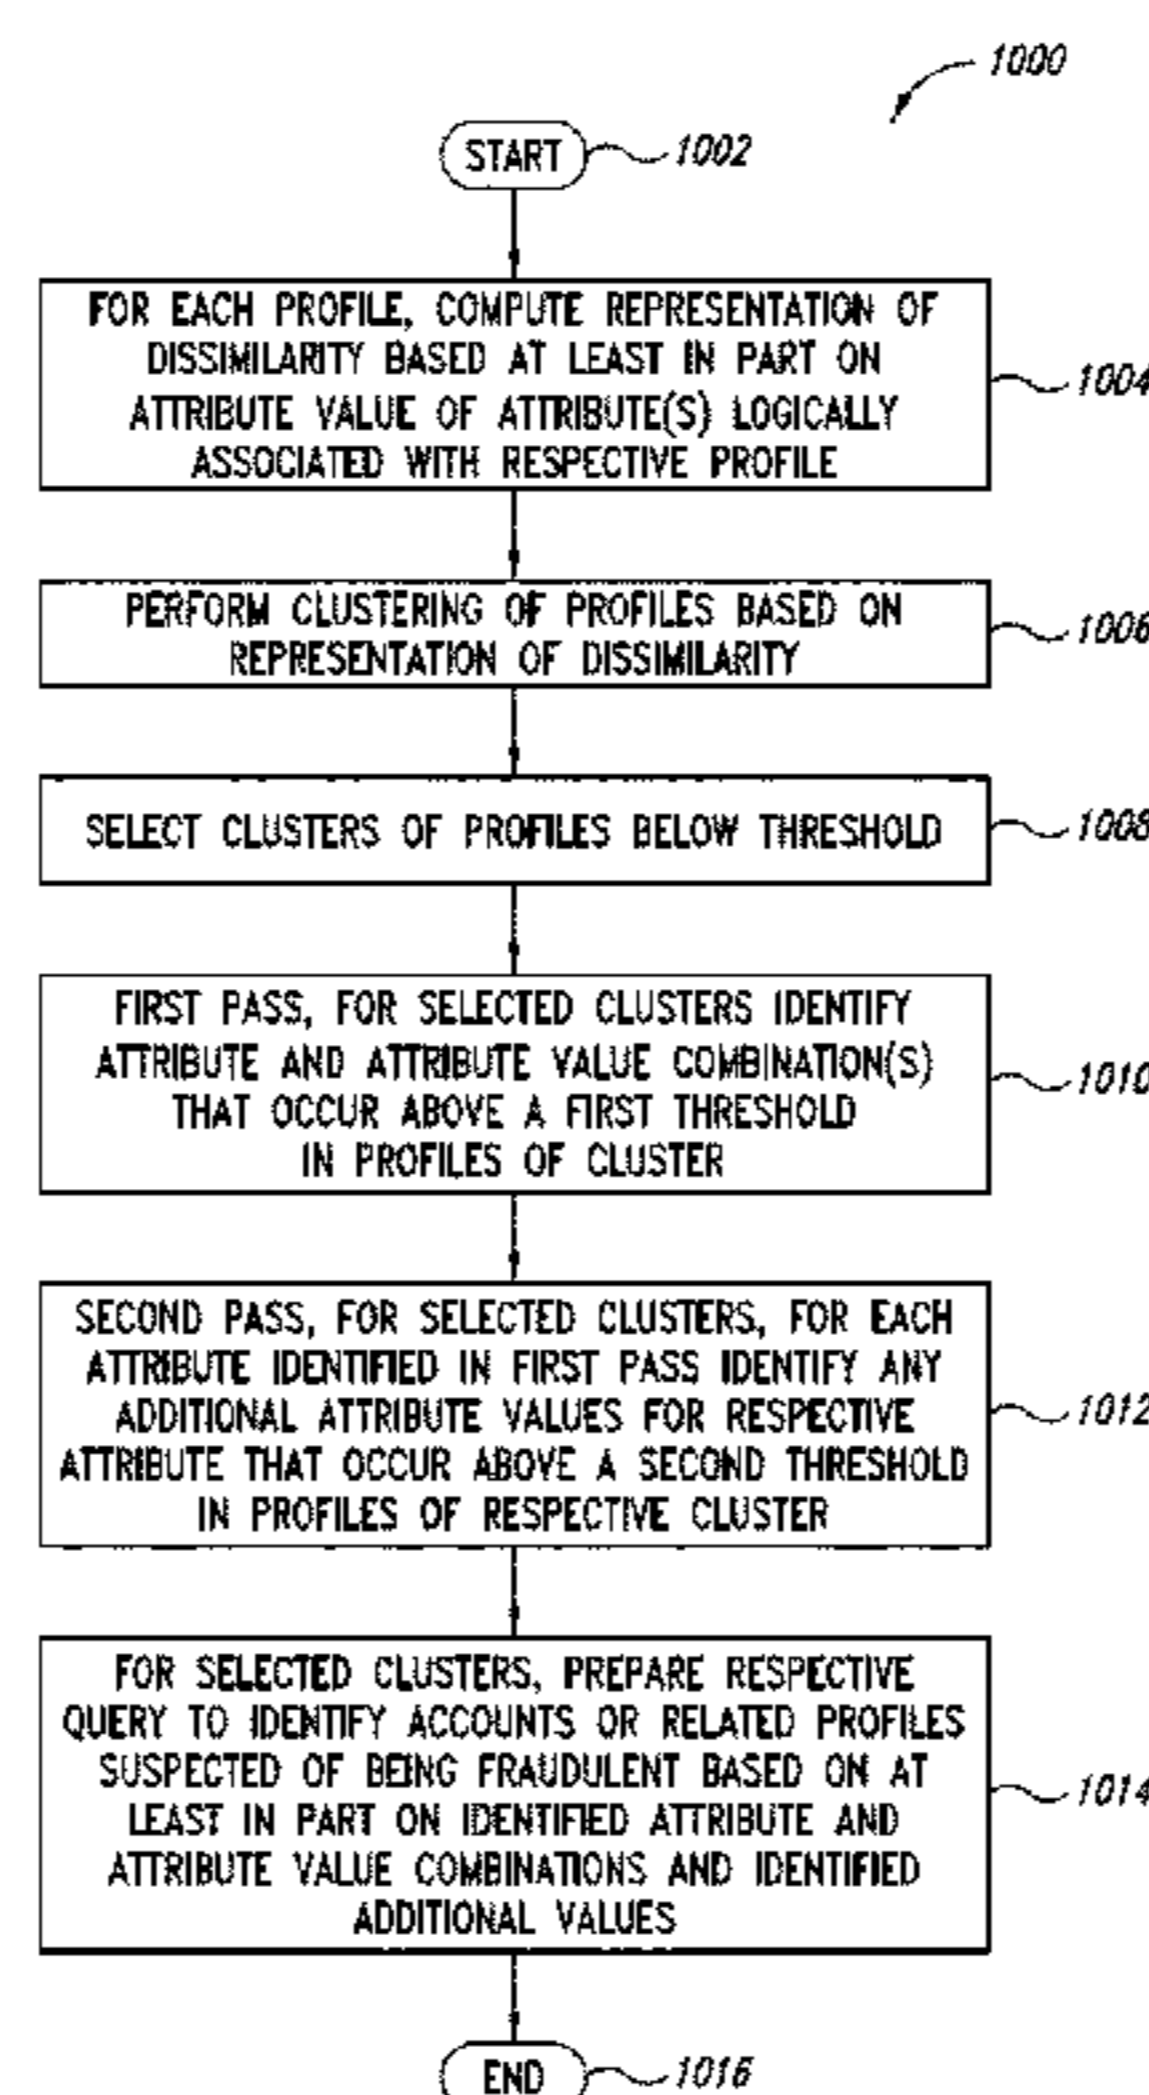 1000
START
1002
FOR EACH PROFILE, COMPUTE REPRESENTATION OF
DISSIMILARITY BASED AT LEAST IN PART ON
ATTRIBUTE VALUE OF ATTRIBUTE(S) LOGICALLY
ASSOCIATED WITH RESPECTIVE PROFILE
1004
PERFORM CLUSTERING OF PROFILES BASED ON
REPRESENTATION OF DISSIMILARITY
1006
SELECT CLUSTERS OF PROFILES BELOW THRESHOLD
1008
FIRST PASS, FOR SELECTED CLUSTERS IDENTIFY
ATTRIBUTE AND ATTRIBUTE VALUE COMBINATION(S)
THAT OCCUR ABOVE A FIRST THRESHOLD
IN PROFILES OF CLUSTER
1010
SECOND PASS, FOR SELECTED CLUSTERS, FOR EACH
ATTRIBUTE IDENTIFIED IN FIRST PASS IDENTIFY ANY
ADDITIONAL ATTRIBUTE VALUES FOR RESPECTIVE
ATTRIBUTE THAT OCCUR ABOVE A SECOND THRESHOLD
IN PROFILES OF RESPECTIVE CLUSTER
1012
FOR SELECTED CLUSTERS, PREPARE RESPECTIVE
QUERY TO IDENTIFY ACCOUNTS OR RELATED PROFILES
SUSPECTED OF BEING FRAUDULENT BASED ON AT
LEAST IN PART ON IDENTIFIED ATTRIBUTE AND
ATTRIBUTE VALUE COMBINATIONS AND IDENTIFIED
ADDITIONAL VALUES
1014
END
1016